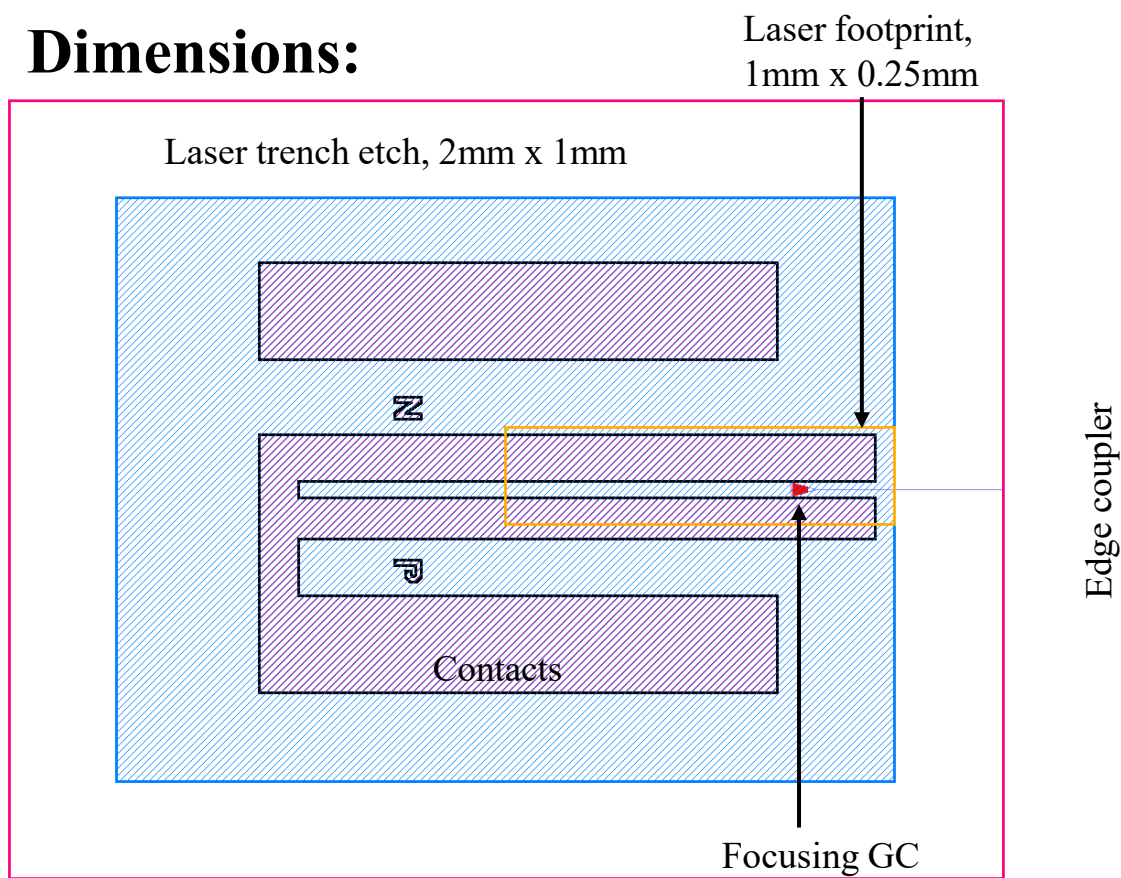 Dimensions:
Laser footprint,
1mm x 0.25mm
Laser trench etch, 2mm x 1mm
N
P
Contacts
Edge coupler
Focusing GC